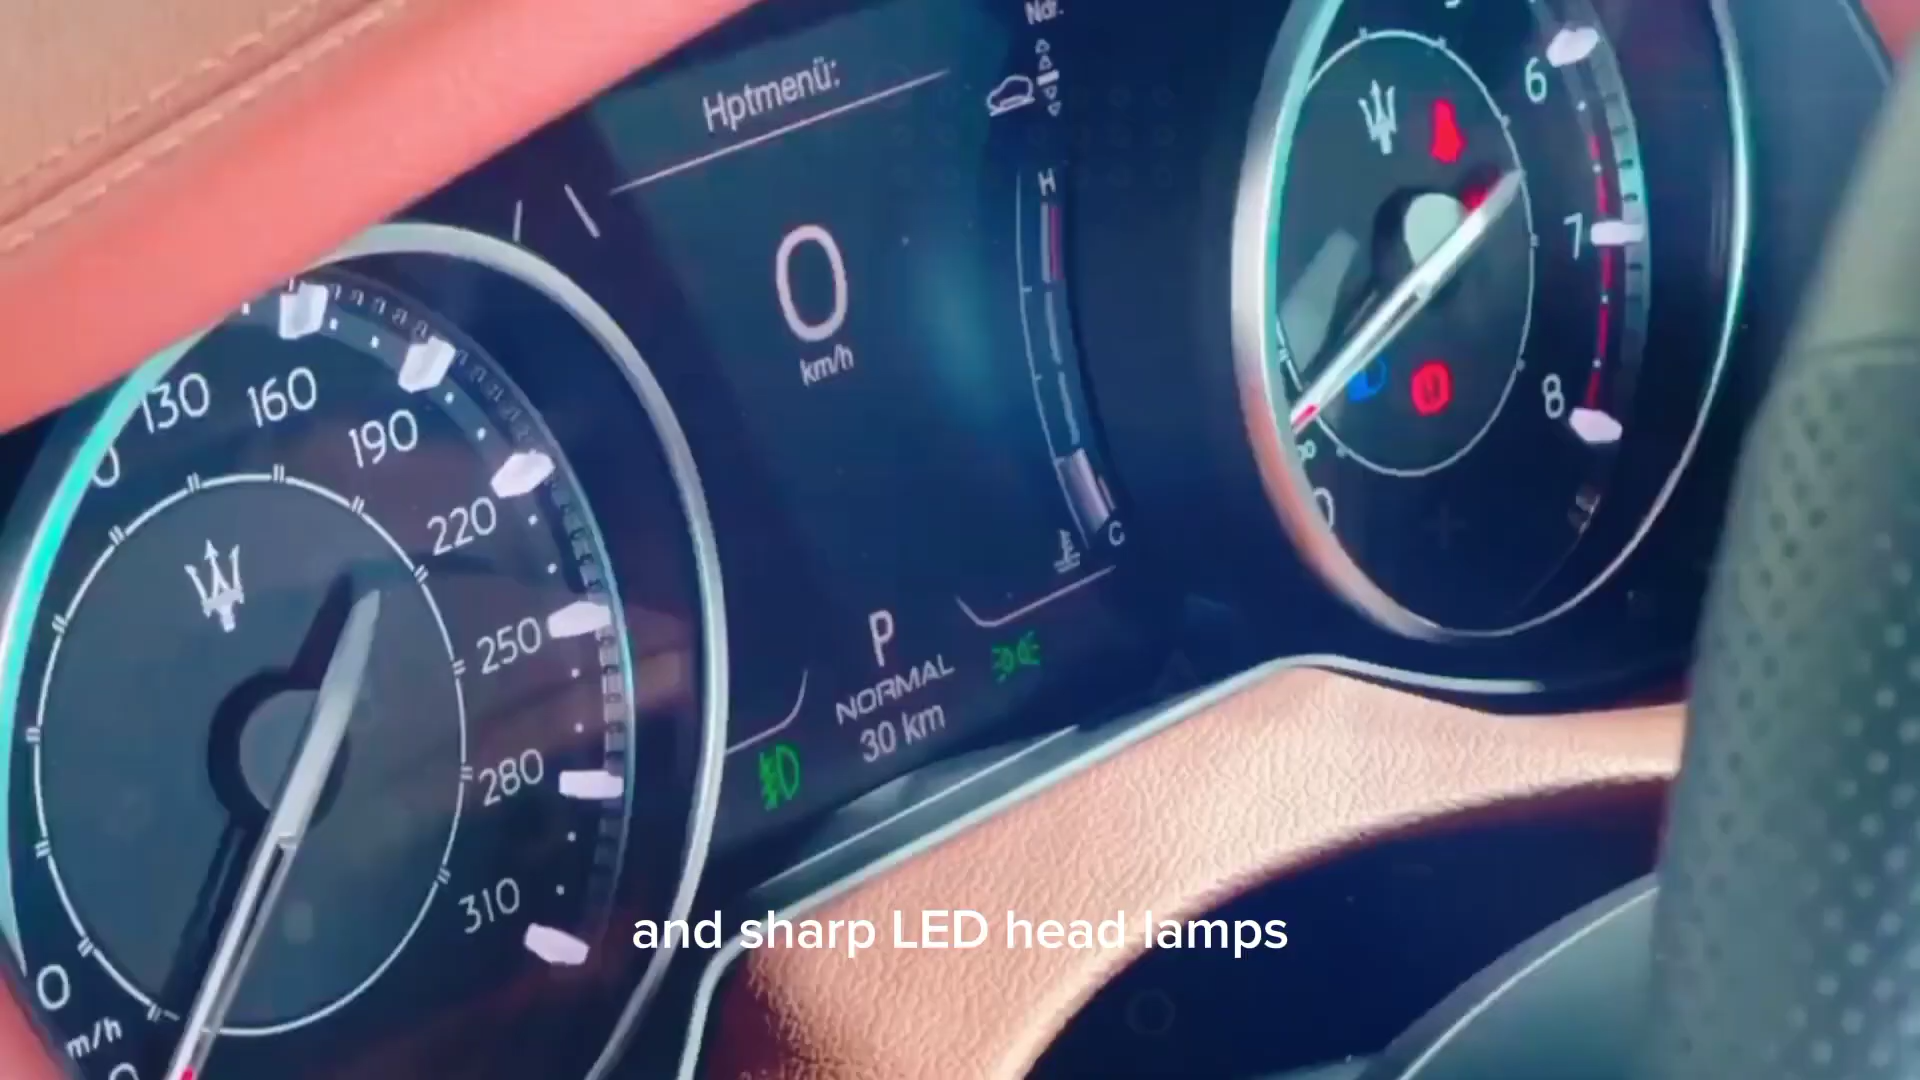 Ndr.
Hptmenü:
H
0
km/h
C
P
NORMAL
30 km
130
160
190
220
250
280
310
6
7
8
and sharp LED head lamps